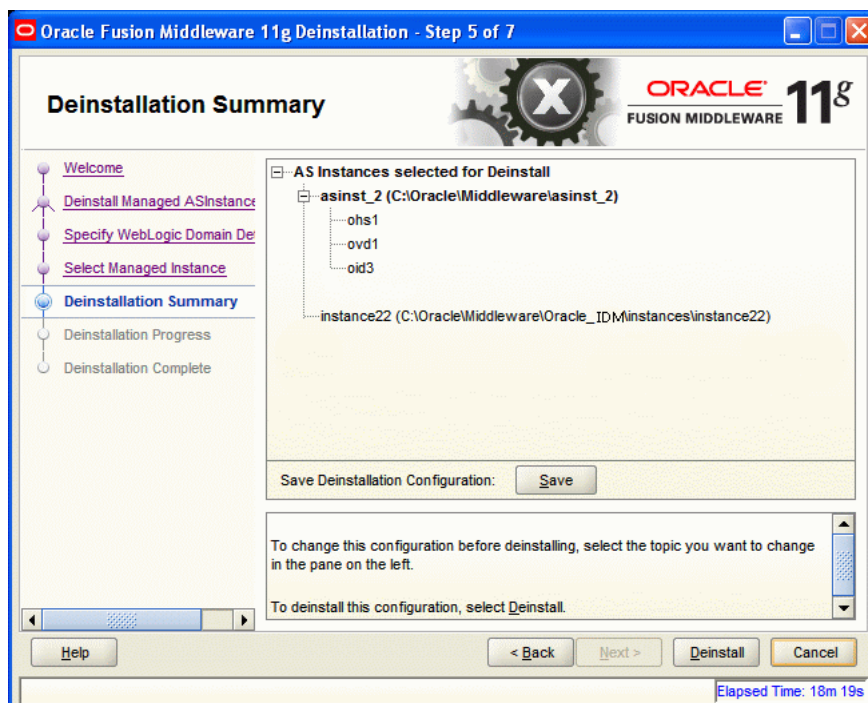 Oracle Fusion Middleware 11g Deinstallation - Step 5 of 7
Deinstallation Summary
X
ORACLE
FUSION MIDDLEWARE
11g
Welcome
Deinstall Managed ASInstance
Specify WebLogic Domain Det
Select Managed Instance
Deinstallation Summary
Deinstallation Progress
Deinstallation Complete
AS Instances selected for Deinstall
asinst_2 (C:\Oracle\Middleware\asinst_2)
ohs1
ovd1
oid3
instance22 (C:\Oracle\Middleware\Oracle_IDM\instances\instance22)
Save Deinstallation Configuration:
Save
To change this configuration before deinstalling, select the topic you want to change
in the pane on the left.
To deinstall this configuration, select Deinstall.
Help
< Back
Next >
Deinstall
Cancel
Elapsed Time: 18m 19s